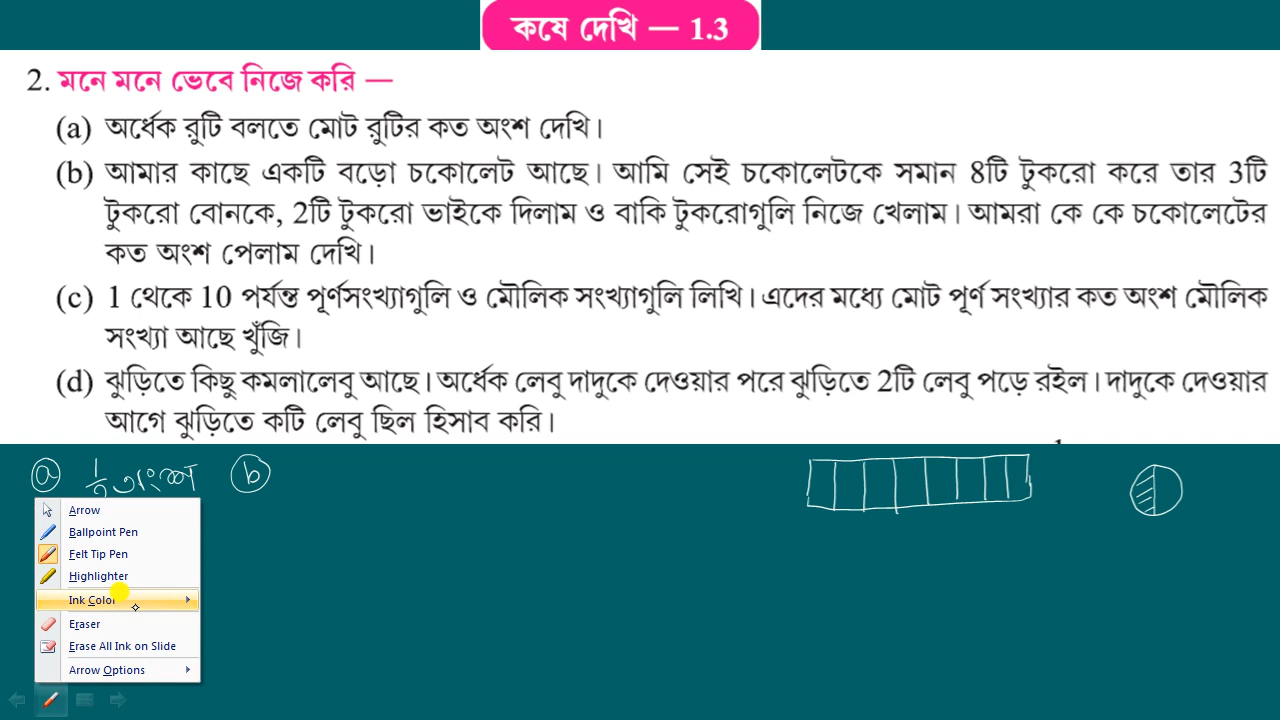 কষে দেখি — 1.3
2. মনে মনে ভেবে নিজে করি —
(a) অর্ধেক রুটি বলতে মোট রুটির কত অংশ দেখি।
(b) আমার কাছে একটি বড়ো চকোলেট আছে। আমি সেই চকোলেটকে সমান 8টি টুকরো করে তার 3টি
টুকরো বোনকে, 2টি টুকরো ভাইকে দিলাম ও বাকি টুকরোগুলি নিজে খেলাম। আমরা কে কে চকোলেটের
কত অংশ পেলাম দেখি।
(c) 1 থেকে 10 পর্যন্ত পূর্ণসংখ্যাগুলি ও মৌলিক সংখ্যাগুলি লিখি। এদের মধ্যে মোট পূর্ণ সংখ্যার কত অংশ মৌলিক
সংখ্যা আছে খুঁজি।
(d) ঝুড়িতে কিছু কমলালেবু আছে। অর্ধেক লেবু দাদুকে দেওয়ার পরে ঝুড়িতে 2টি লেবু পড়ে রইল। দাদুকে দেওয়ার
আগে ঝুড়িতে কটি লেবু ছিল হিসাব করি।
a 1/2 অংশ b
Arrow
Ballpoint Pen
Felt Tip Pen
Highlighter
Ink Color
Eraser
Erase All Ink on Slide
Arrow Options